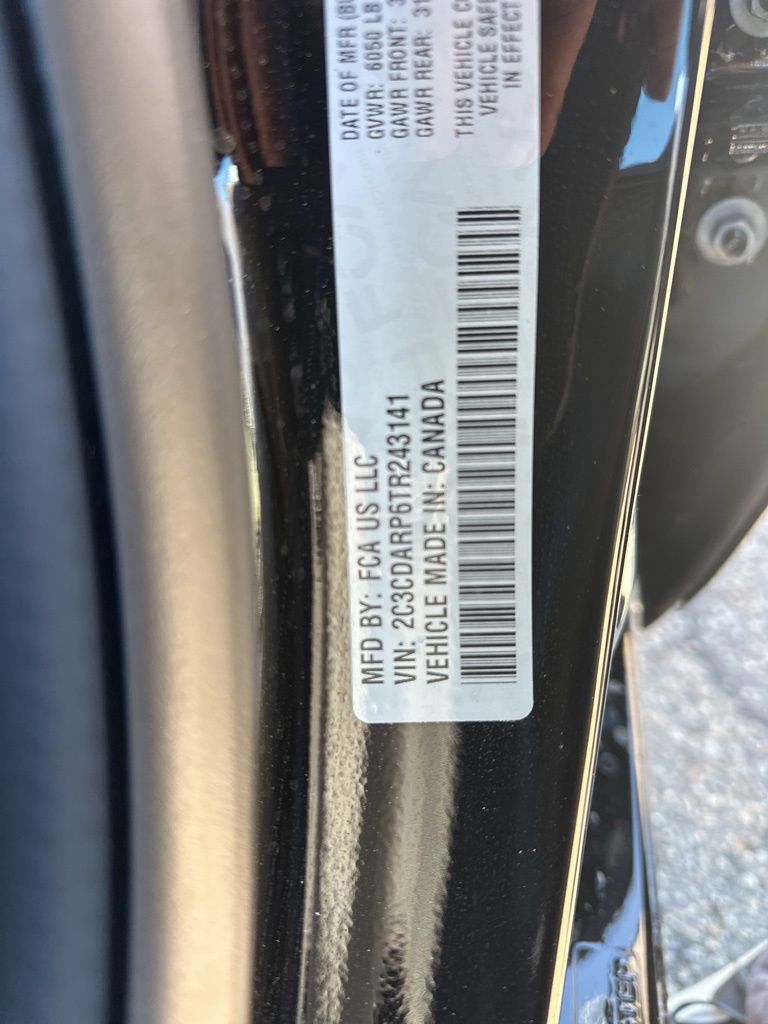 MFD BY: FCA US LLC
VIN: 2C3CDARP6TR243141
VEHICLE MADE IN: CANADA
DATE OF MFR
GVWR: 6050 LB
GAWR FRONT:
GAWR REAR:
THIS VEHICLE
VEHICLE SAFE
IN EFFECT